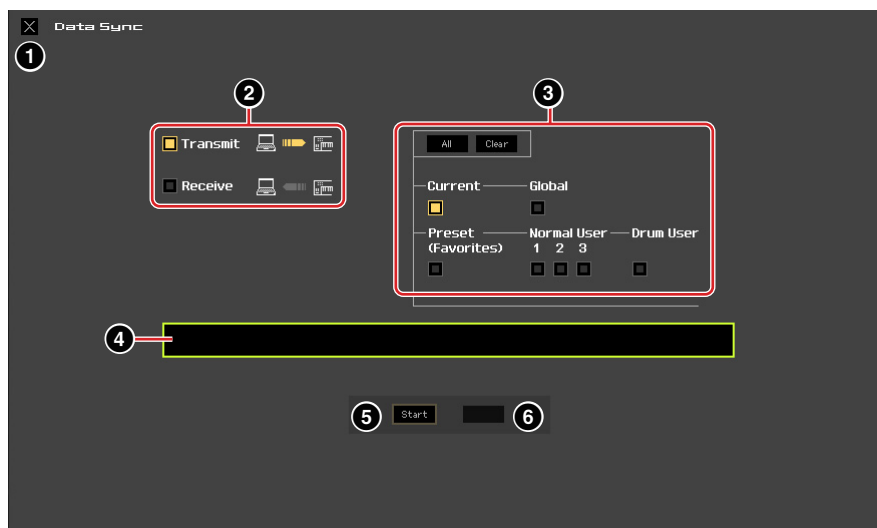 Data Sync
1
2
3
Transmit
All Clear
Receive
Current Global
Preset Normal User Drum User
(Favorites) 1 2 3
4
5 Start 6